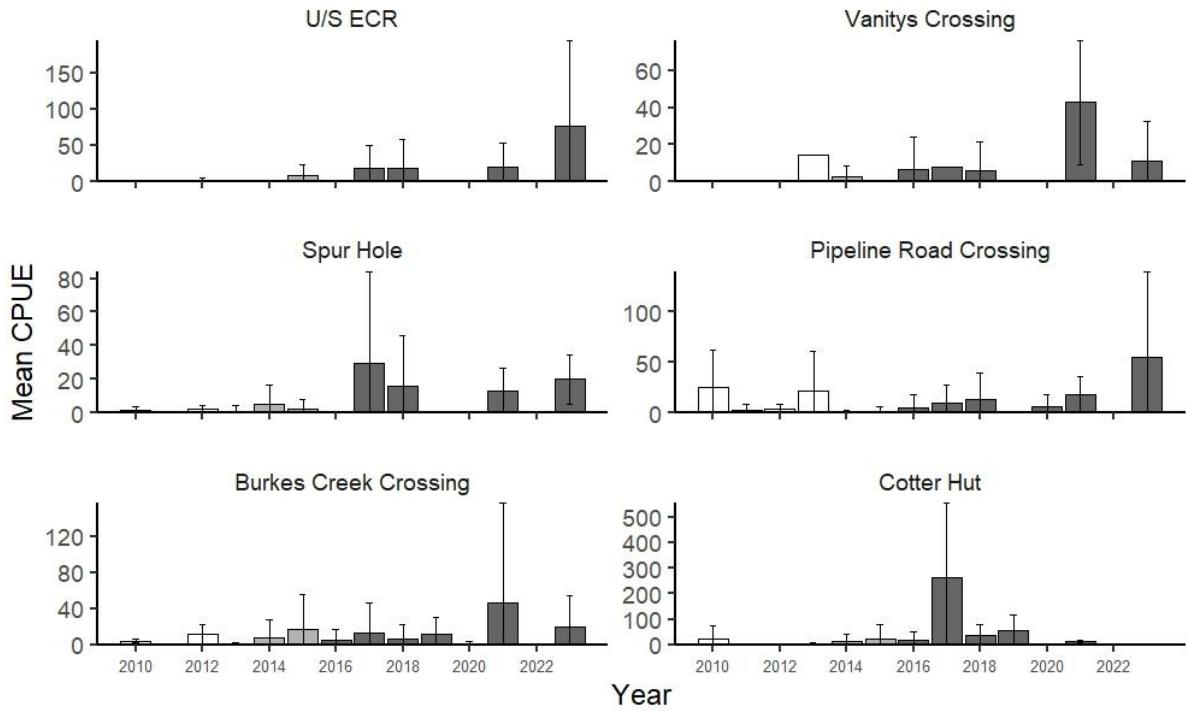 U/S ECR
150
100
50
0
Vanitys Crossing
60
40
20
0
Mean CPUE
Spur Hole
80
60
40
20
0
Pipeline Road Crossing
100
50
0
Burkes Creek Crossing
120
80
40
0
2010 2012 2014 2016 2018 2020 2022
Cotter Hut
500
400
300
200
100
0
2010 2012 2014 2016 2018 2020 2022
Year